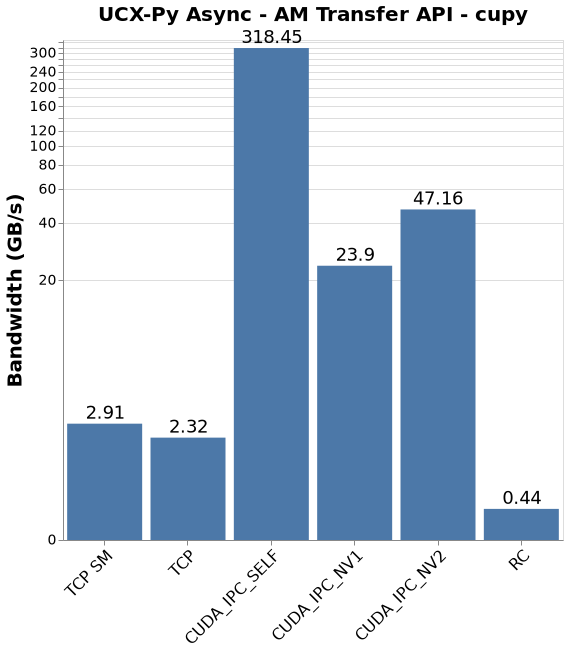 UCX-Py Async - AM Transfer API - cupy
318.45
300
240
200
160
120
100
80
60
47.16
40
23.9
20
2.91
2.32
0.44
0
Bandwidth (GB/s)
TCP SM
TCP
CUDA_IPC_SELF
CUDA_IPC_NV1
CUDA_IPC_NV2
RC